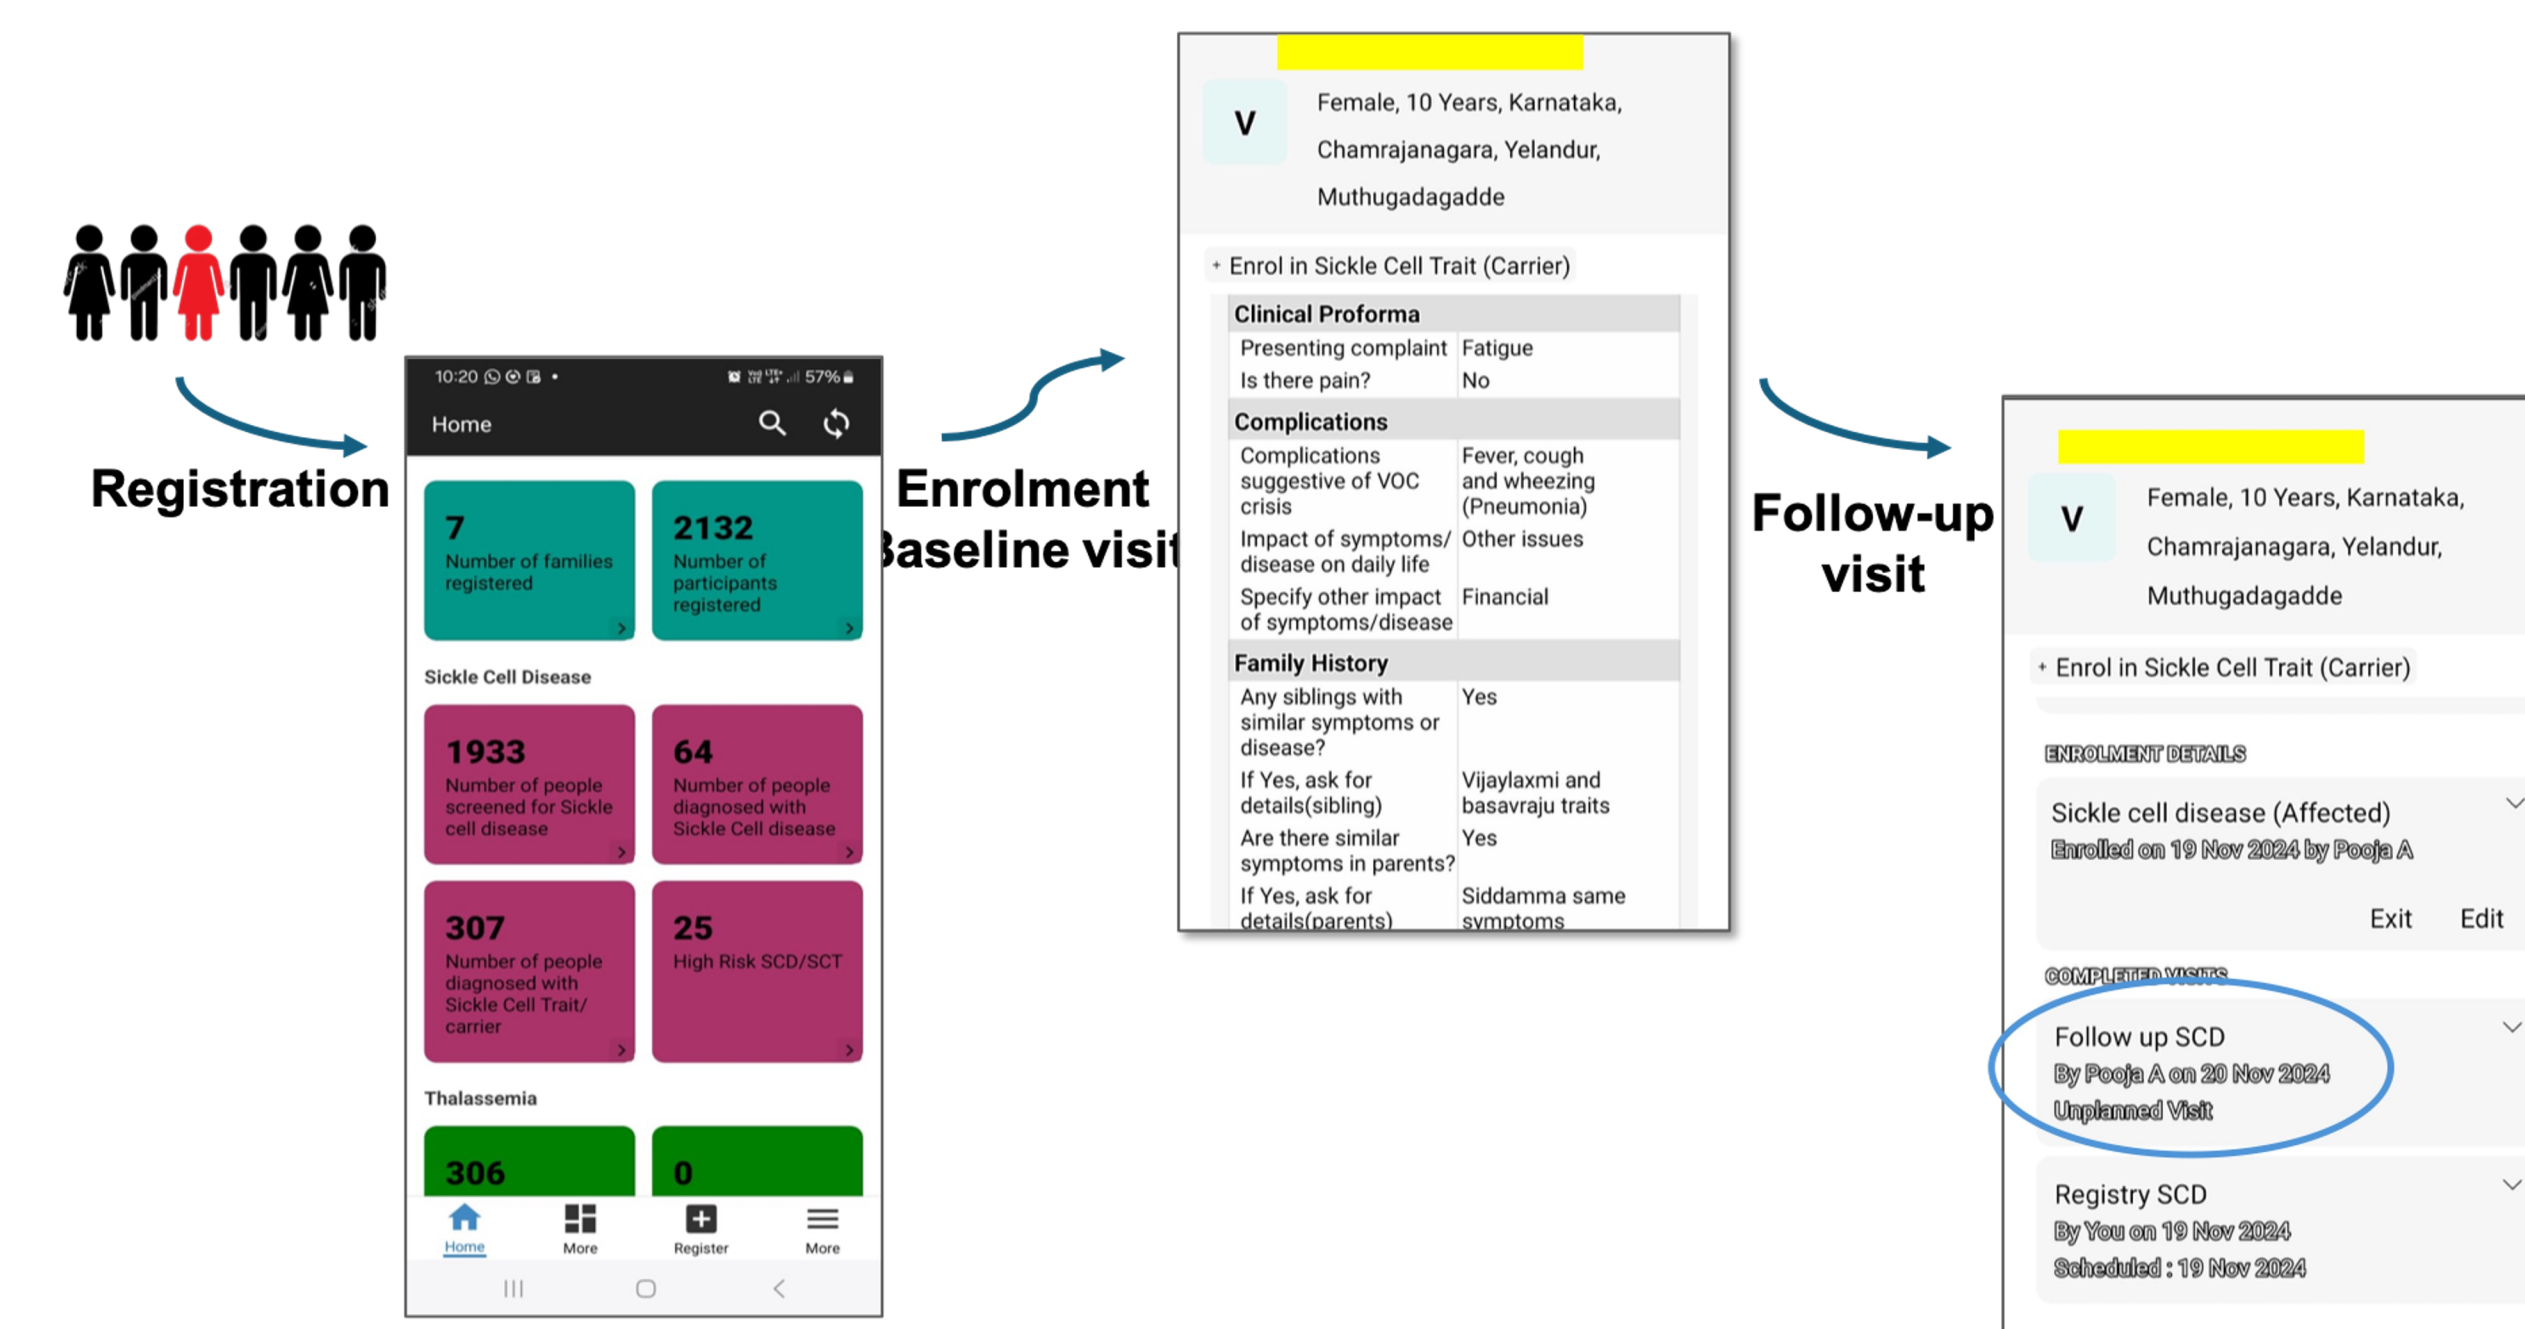 Registration
10:20
57%
Home
7
Number of families
registered
2132
Number of
participants
registered
Sickle Cell Disease
1933
Number of people
screened for Sickle
cell disease
64
Number of people
diagnosed with
Sickle Cell disease
307
Number of people
diagnosed with
Sickle Cell Trait/
carrier
25
High Risk SCD/SCT
Thalassemia
306
0
Home
More
Register
More
Enrolment
Baseline visit
V
Female, 10 Years, Karnataka,
Chamrajanagara, Yelandur,
Muthugadagadde
+ Enrol in Sickle Cell Trait (Carrier)
Clinical Proforma
Presenting complaint Fatigue
Is there pain? No
Complications
Complications Fever, cough
suggestive of VOC and wheezing
crisis (Pneumonia)
Impact of symptoms/ Other issues
disease on daily life
Specify other impact Financial
of symptoms/disease
Family History
Any siblings with Yes
similar symptoms or
disease?
If Yes, ask for Vijaylaxmi and
details(sibling) basavraju traits
Are there similar Yes
symptoms in parents?
If Yes, ask for Siddamma same
details(parents) symptoms
Follow-up
visit
V
Female, 10 Years, Karnataka,
Chamrajanagara, Yelandur,
Muthugadagadde
+ Enrol in Sickle Cell Trait (Carrier)
ENROLMENT DETAILS
Sickle cell disease (Affected)
Enrolled on 19 Nov 2024 by Pooja A
Exit Edit
COMPLETED VISITS
Follow up SCD
By Pooja A on 20 Nov 2024
Unplanned Visit
Registry SCD
By You on 19 Nov 2024
Scheduled : 19 Nov 2024